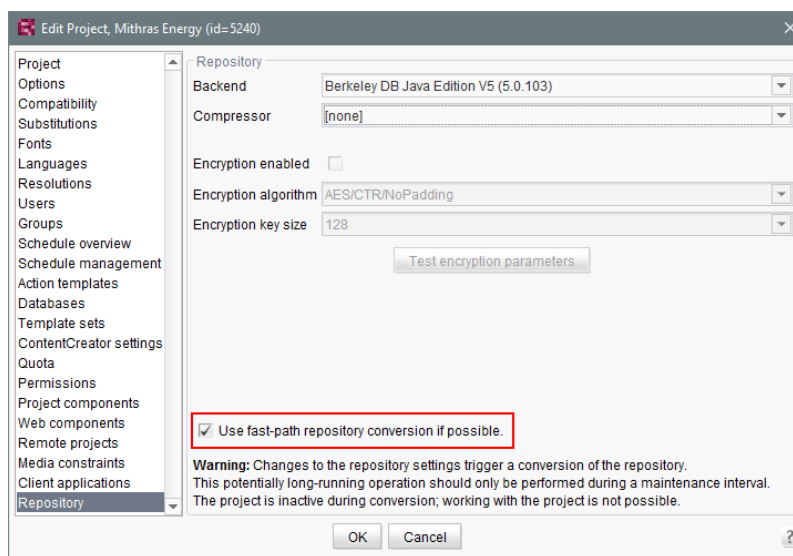 Edit Project, Mithras Energy (id=5240)
Project
Options
Compatibility
Substitutions
Fonts
Languages
Resolutions
Users
Groups
Schedule overview
Schedule management
Action templates
Databases
Template sets
ContentCreator settings
Quota
Permissions
Project components
Web components
Remote projects
Media constraints
Client applications
Repository
Repository
Backend Berkeley DB Java Edition V5 (5.0.103)
Compressor [none]
Encryption enabled
Encryption algorithm AES/CTR/NoPadding
Encryption key size 128
Test encryption parameters
Use fast-path repository conversion if possible.
Warning: Changes to the repository settings trigger a conversion of the repository.
This potentially long-running operation should only be performed during a maintenance interval.
The project is inactive during conversion; working with the project is not possible.
OK Cancel ?